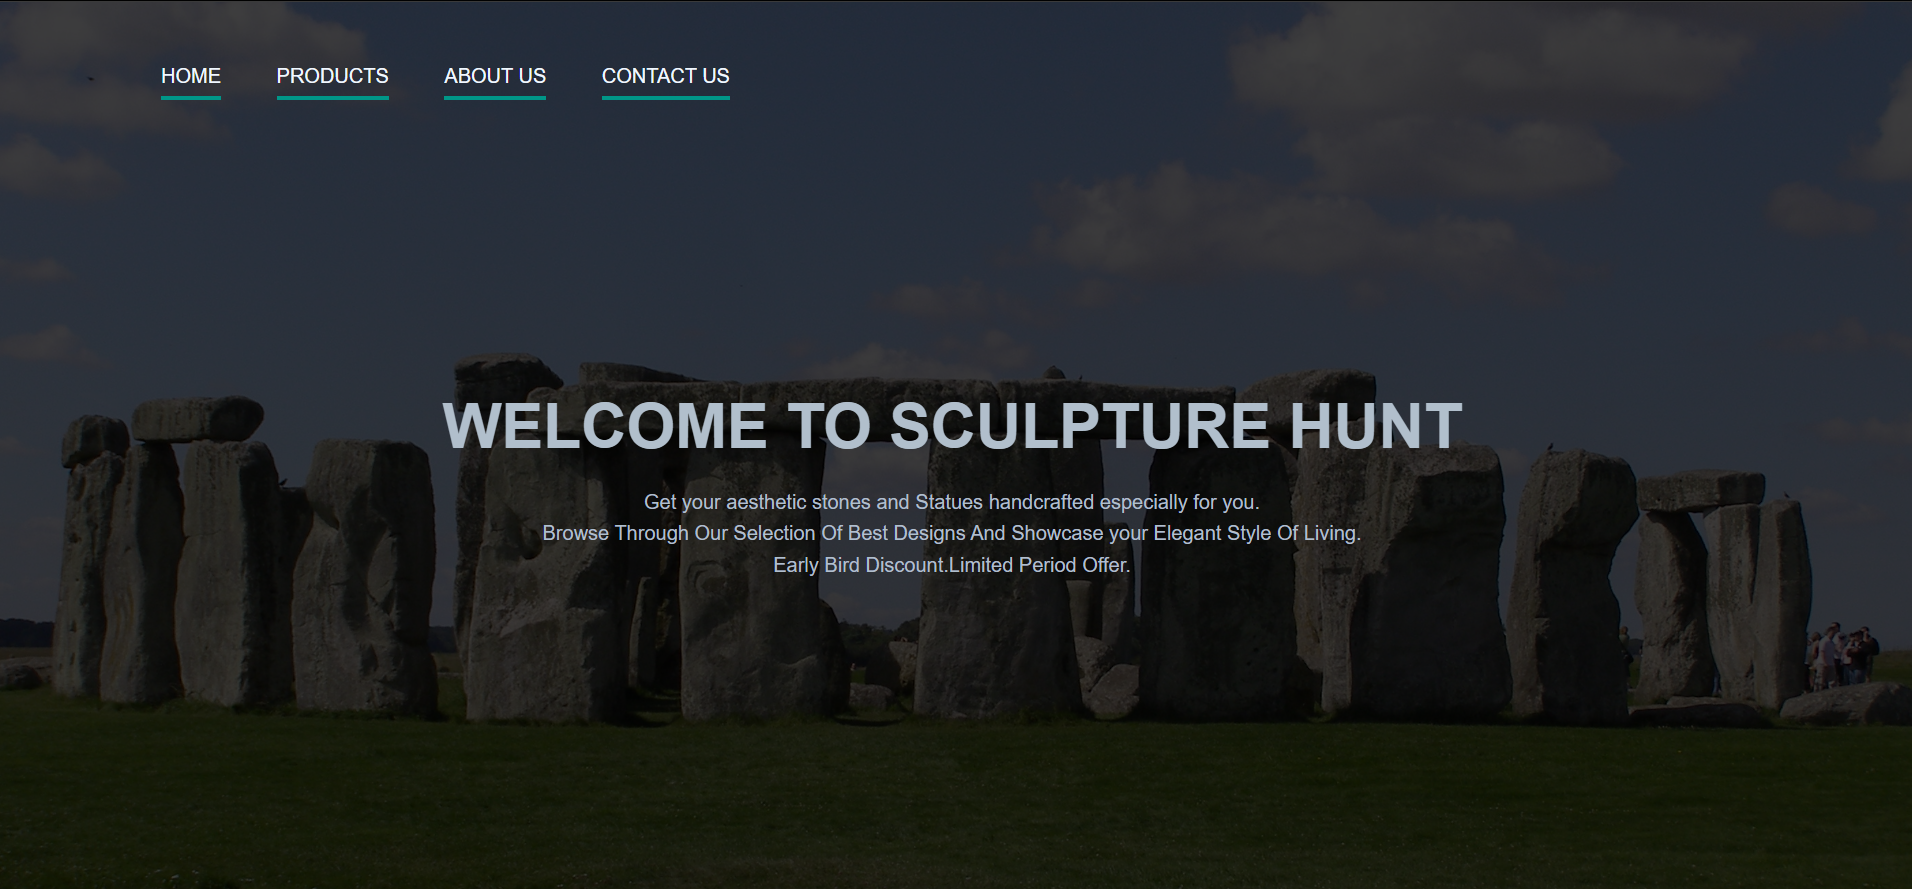 HOME PRODUCTS ABOUT US CONTACT US
WELCOME TO SCULPTURE HUNT
Get your aesthetic stones and Statues handcrafted especially for you.
Browse Through Our Selection Of Best Designs And Showcase your Elegant Style Of Living.
Early Bird Discount.Limited Period Offer.